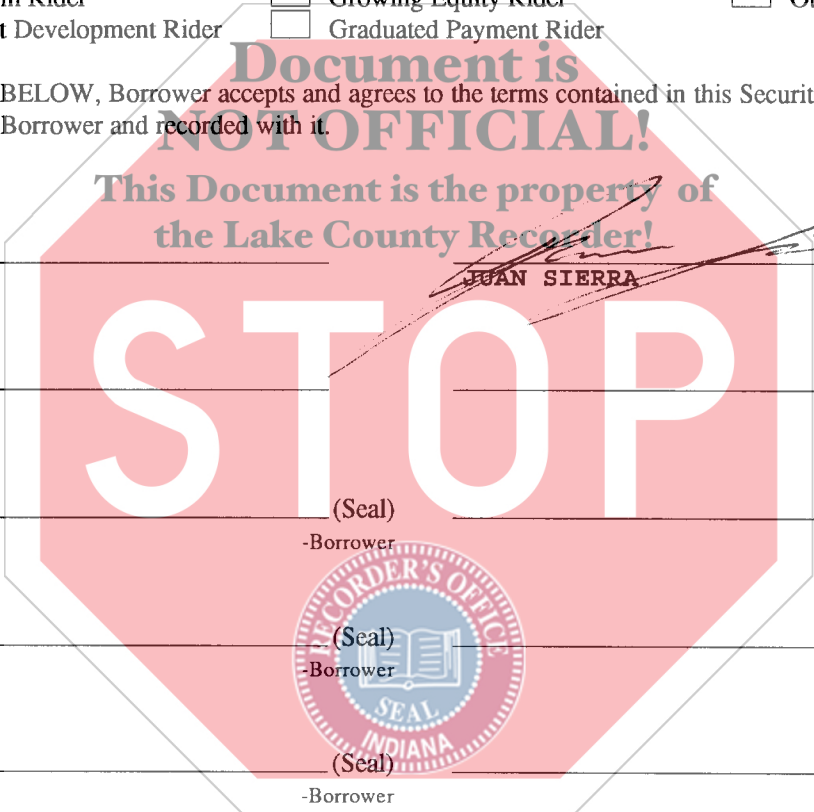 Rider Growing Equity Rider
t Development Rider Graduated Payment Rider
Document is
BELOW, Borrower accepts and agrees to the terms contained in this Securit
Borrower and recorded with it.
NOT OFFICIAL!
This Document is the property of
the Lake County Recorder!
JUAN SIERRA
STOP
(Seal)
-Borrower
RECORDER'S OFFICE
(Seal)
-Borrower
SEAL
INDIANA
(Seal)
-Borrower